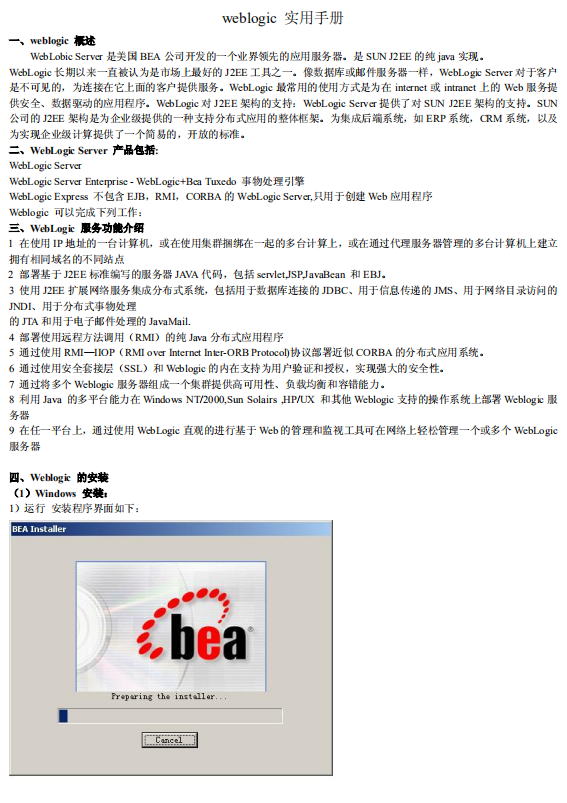 weblogic 实用手册
一、weblogic 概述
WebLobic Server 是美国 BEA 公司开发的一个业界领先的应用服务器。是 SUN J2EE 的纯 java 实现。
WebLogic 长期以来一直被认为是市场上最好的 J2EE 工具之一。像数据库或邮件服务器一样，WebLogic Server 对于客户
是不可见的，为连接在它上面的客户提供服务。WebLogic 最常用的使用方式是为在 internet 或 intranet 上的 Web 服务提
供安全、数据驱动的应用程序。WebLogic 对 J2EE 架构的支持：WebLogic Server 提供了对 SUN J2EE 架构的支持。SUN
公司的 J2EE 架构是为企业级提供的一种支持分布式应用的整体框架。为集成后端系统，如 ERP 系统，CRM 系统，以及
为实现企业级计算提供了一个简易的，开放的标准。
二、WebLogic Server 产品包括:
WebLogic Server
WebLogic Server Enterprise - WebLogic+Bea Tuxedo 事物处理引擎
WebLogic Express 不包含 EJB，RMI，CORBA 的 WebLogic Server,只用于创建 Web 应用程序
Weblogic 可以完成下列工作：
三、WebLogic 服务功能介绍
1 在使用 IP 地址的一台计算机，或在使用集群捆绑在一起的多台计算上，或在通过代理服务器管理的多台计算机上建立
拥有相同域名的不同站点
2 部署基于 J2EE 标准编写的服务器 JAVA 代码，包括 servlet,JSP,JavaBean 和 EBJ。
3 使用 J2EE 扩展网络服务集成分布式系统，包括用于数据库连接的 JDBC、用于信息传递的 JMS、用于网络目录访问的
JNDI、用于分布式事物处理
的 JTA 和用于电子邮件处理的 JavaMail.
4 部署使用远程方法调用（RMI）的纯 Java 分布式应用程序
5 通过使用 RMI—IIOP（RMI over Internet Inter-ORB Protocol)协议部署近似 CORBA 的分布式应用系统。
6 通过使用安全套接层（SSL）和 Weblogic 的内在支持为用户验证和授权，实现强大的安全性。
7 通过将多个 Weblogic 服务器组成一个集群提供高可用性、负载均衡和容错能力。
8 利用 Java 的多平台能力在 Windows NT/2000,Sun Solairs ,HP/UX 和其他 Weblogic 支持的操作系统上部署 Weblogic 服
务器
9 在任一平台上，通过使用 WebLogic 直观的进行基于 Web 的管理和监视工具可在网络上轻松管理一个或多个 WebLogic
服务器
四、Weblogic 的安装
（1）Windows 安装：
1）运行 安装程序界面如下：
BEA Installer
bea
Preparing the installer...
Cancel